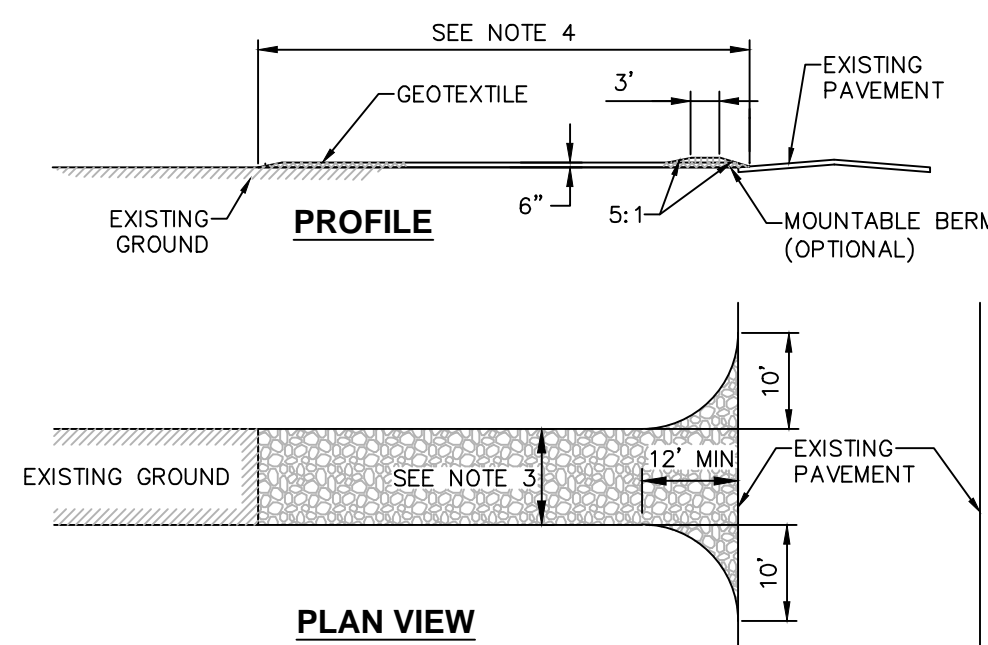 SEE NOTE 4
3'
EXISTING
PAVEMENT
GEOTEXTILE
6"
5:1
EXISTING
GROUND
PROFILE
MOUNTABLE BERM
(OPTIONAL)
10'
12' MIN
EXISTING
PAVEMENT
EXISTING GROUND
SEE NOTE 3
10'
PLAN VIEW